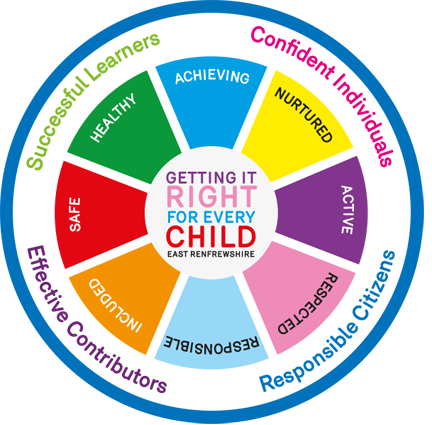 Successful Learners
Confident Individuals
Responsible Citizens
Effective Contributors
ACHIEVING
NURTURED
ACTIVE
RESPECTED
RESPONSIBLE
INCLUDED
SAFE
HEALTHY
GETTING IT
RIGHT
FOR EVERY
CHILD
EAST RENFREWSHIRE